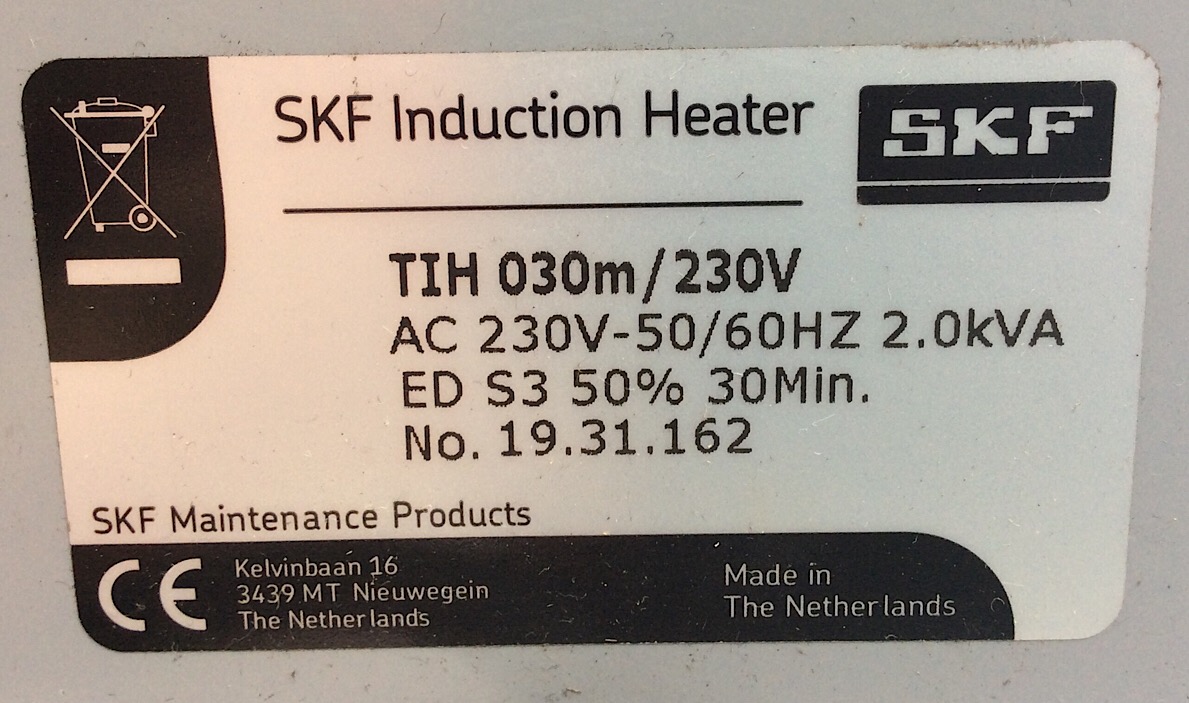 SKF Induction Heater
SKF
TIH 030m/230V
AC 230V-50/60HZ 2.0kVA
ED S3 50% 30Min.
No. 19.31.162
SKF Maintenance Products
CE
Kelvinbaan 16
3439 MT Nieuwegein
The Netherlands
Made in
The Netherlands